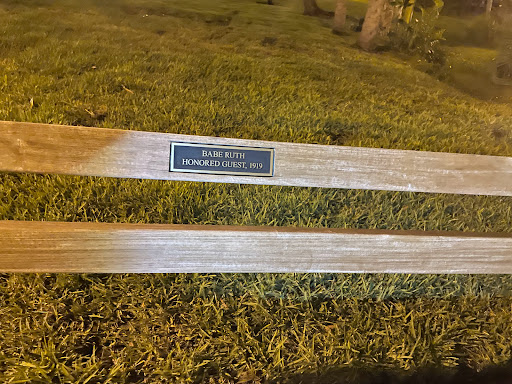 BABE RUTH
HONORED GUEST, 1919